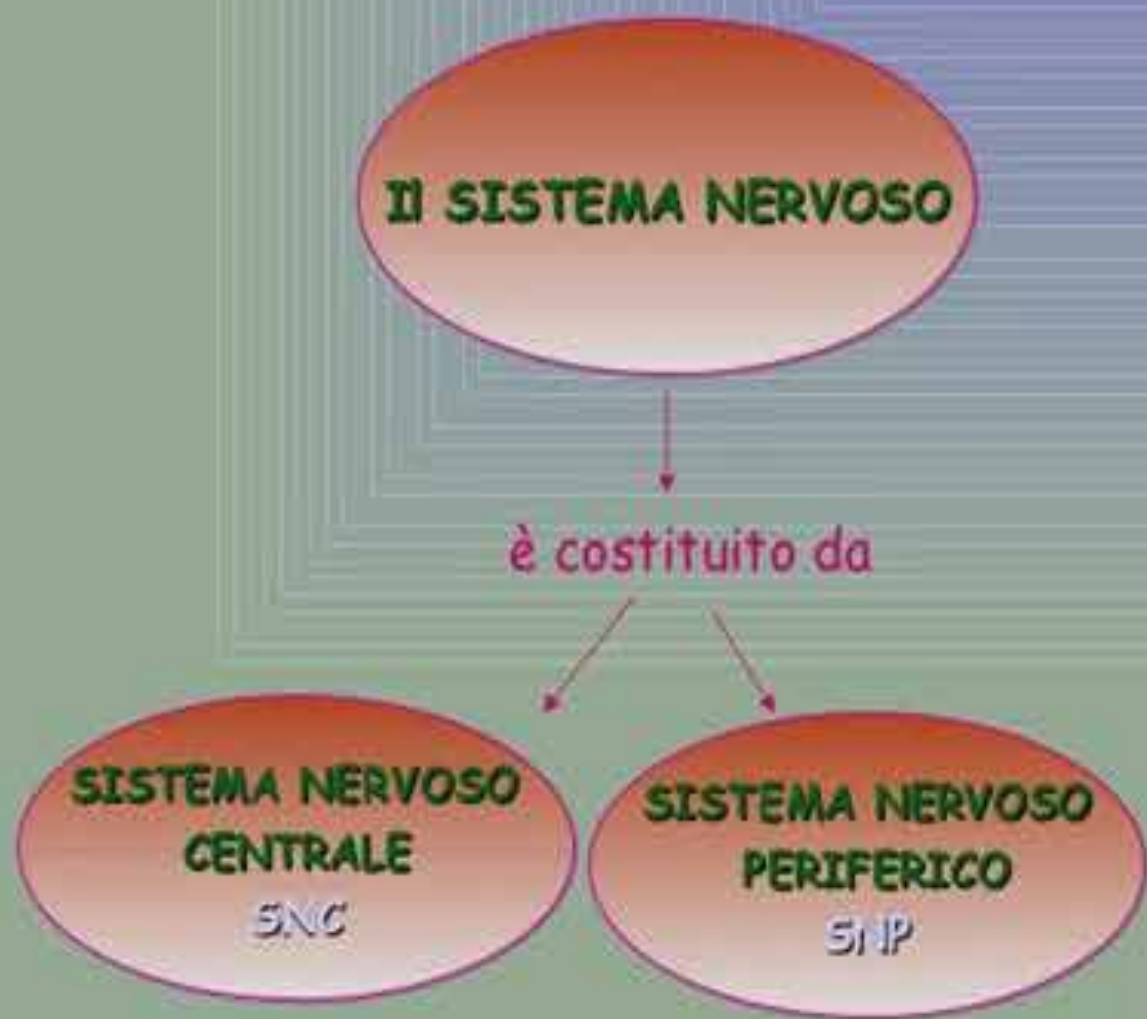 Il SISTEMA NERVOSO
è costituito da
SISTEMA NERVOSO
CENTRALE
SNC
SISTEMA NERVOSO
PERIFERICO
SNP